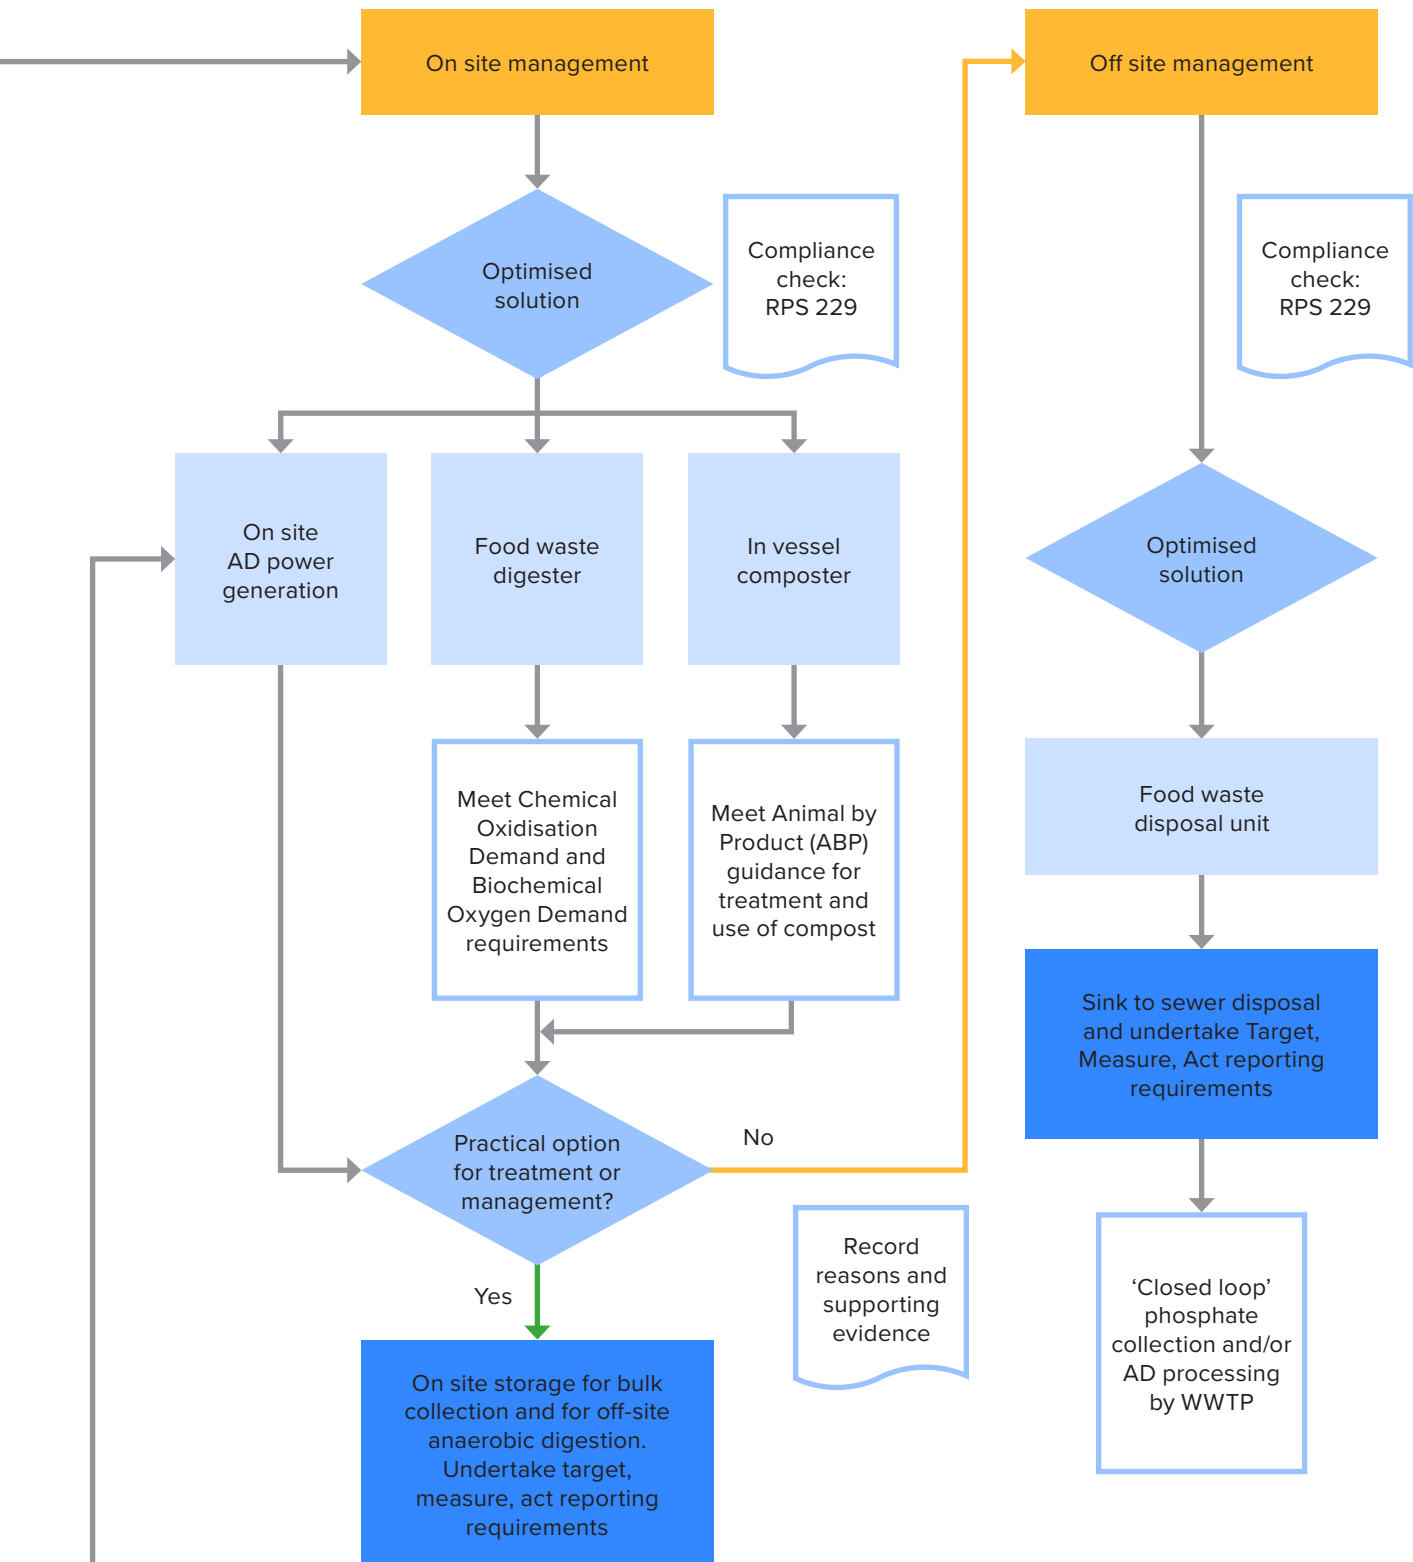 On site management
Off site management
Optimised
solution
Compliance
check:
RPS 229
Compliance
check:
RPS 229
On site
AD power
generation
Food waste
digester
In vessel
composter
Optimised
solution
Meet Chemical
Oxidisation
Demand and
Biochemical
Oxygen Demand
requirements
Meet Animal by
Product (ABP)
guidance for
treatment and
use of compost
Food waste
disposal unit
Sink to sewer disposal
and undertake Target,
Measure, Act reporting
requirements
Practical option
for treatment or
management?
No
Yes
Record
reasons and
supporting
evidence
‘Closed loop’
phosphate
collection and/or
AD processing
by WWTP
On site storage for bulk
collection and for off-site
anaerobic digestion.
Undertake target,
measure, act reporting
requirements